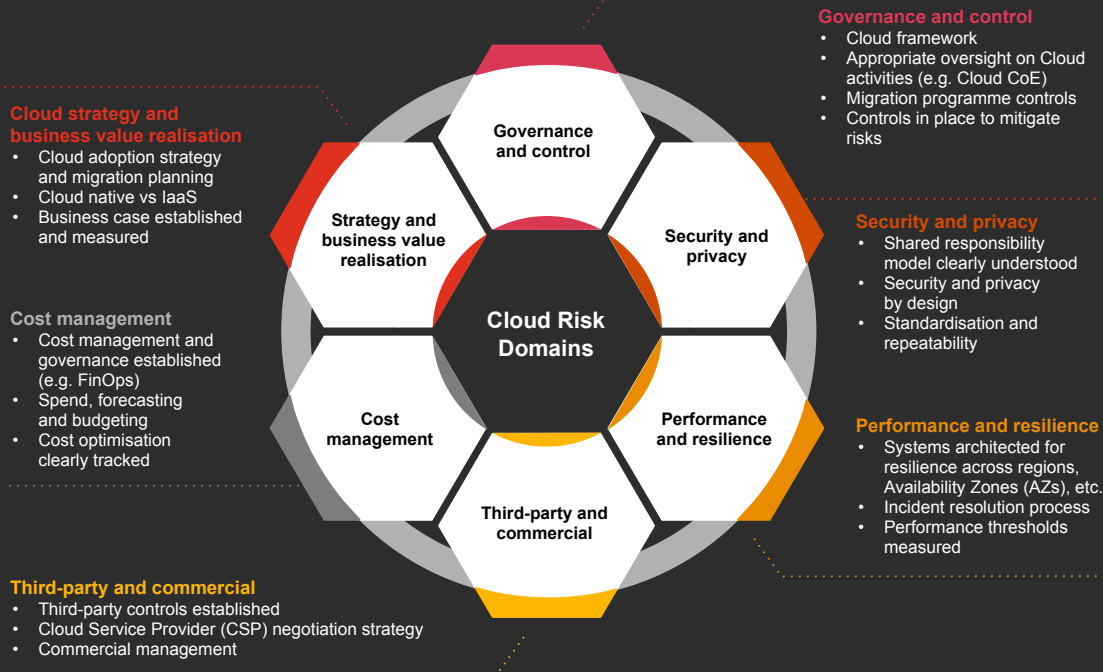 Governance and control
• Cloud framework
• Appropriate oversight on Cloud
activities (e.g. Cloud CoE)
• Migration programme controls
• Controls in place to mitigate
risks
Cloud strategy and
business value realisation
• Cloud adoption strategy
and migration planning
• Cloud native vs IaaS
• Business case established
and measured
Governance
and control
Strategy and
business value
realisation
Security and
privacy
Cloud Risk
Domains
Cost
management
Performance
and resilience
Third-party and
commercial
Security and privacy
• Shared responsibility
model clearly understood
• Security and privacy
by design
• Standardisation and
repeatability
Cost management
• Cost management and
governance established
(e.g. FinOps)
• Spend, forecasting
and budgeting
• Cost optimisation
clearly tracked
Performance and resilience
• Systems architected for
resilience across regions,
Availability Zones (AZs), etc.
• Incident resolution process
• Performance thresholds
measured
Third-party and commercial
• Third-party controls established
• Cloud Service Provider (CSP) negotiation strategy
• Commercial management